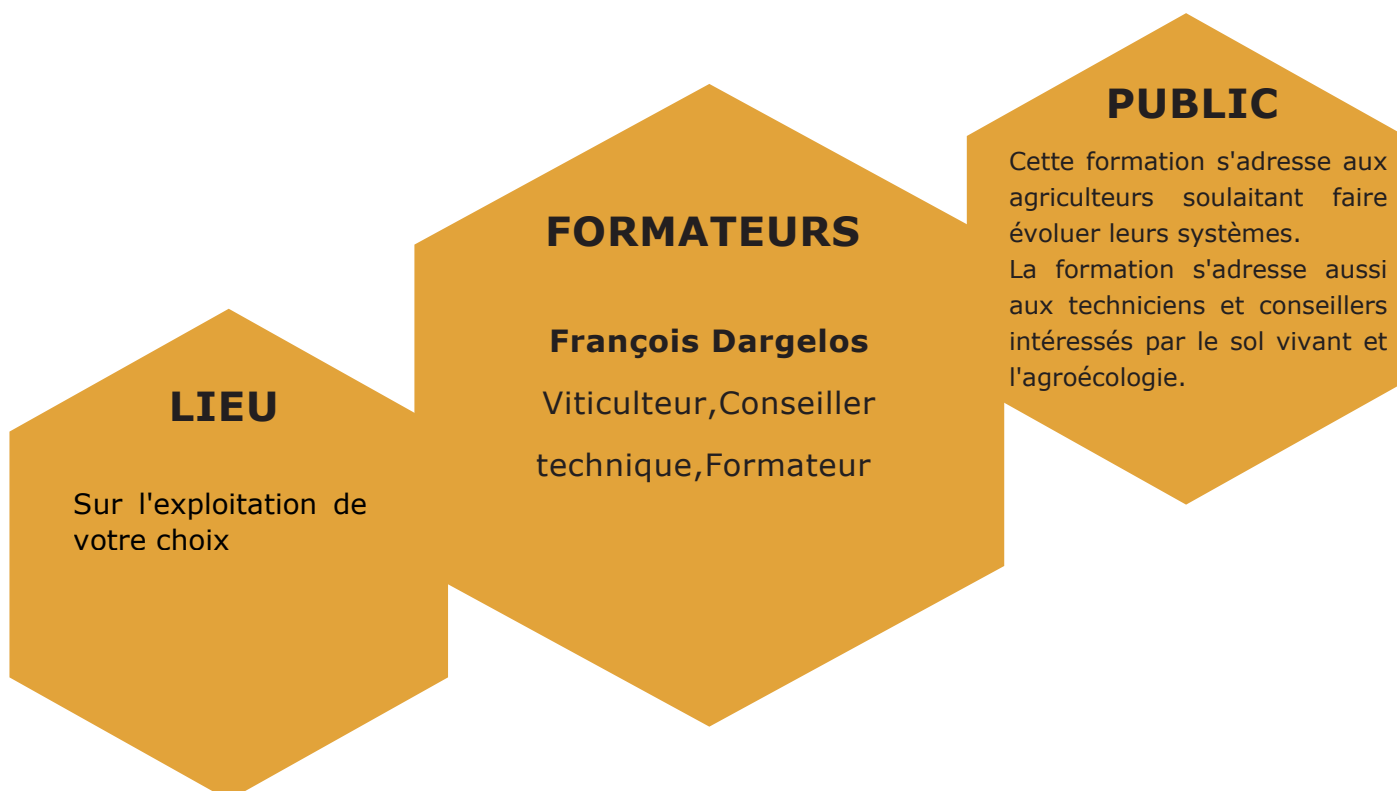 LIEU
Sur l'exploitation de
votre choix
FORMATEURS
François Dargelos
Viticulteur,Conseiller
technique,Formateur
PUBLIC
Cette formation s'adresse aux
agriculteurs soulaitant faire
évoluer leurs systèmes.
La formation s'adresse aussi
aux techniciens et conseillers
intéressés par le sol vivant et
l'agroécologie.